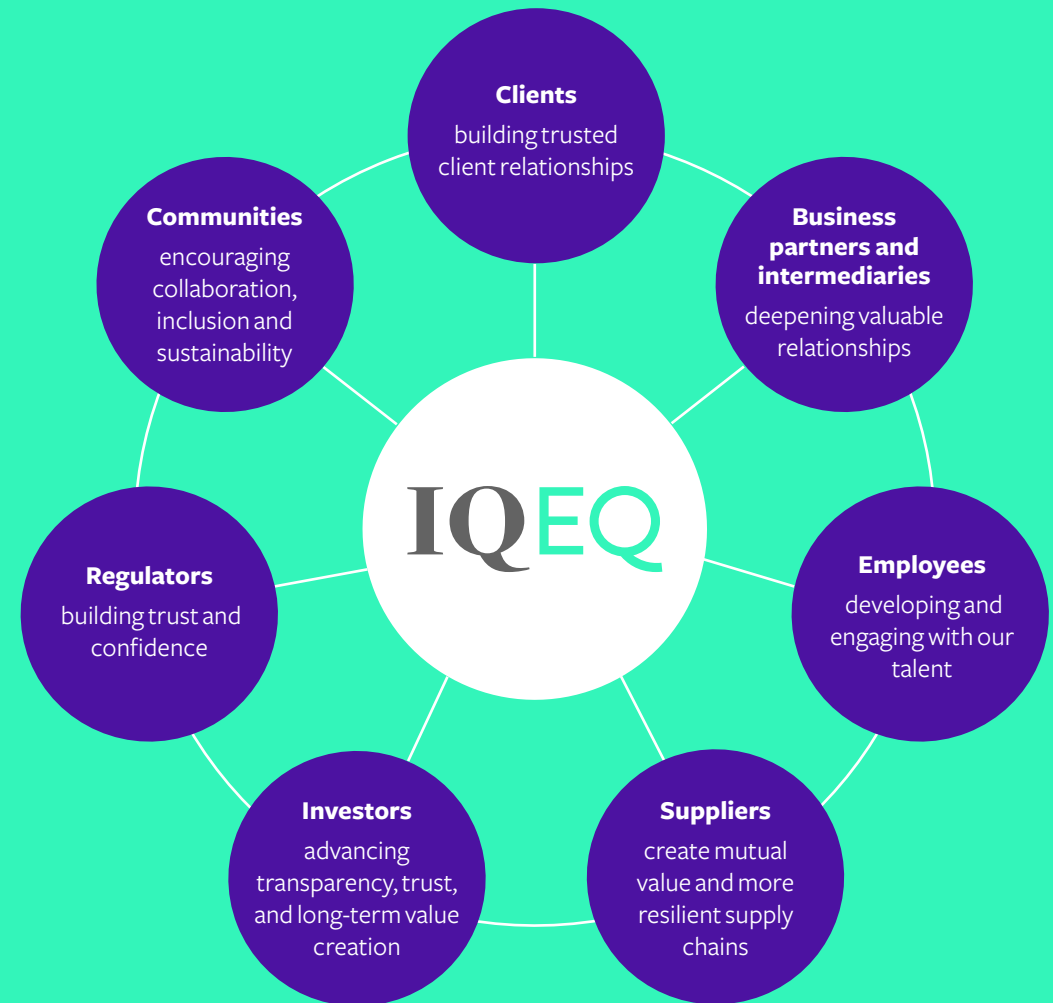 Clients
building trusted
client relationships
Business
partners and
intermediaries
deepening valuable
relationships
Employees
developing and
engaging with our
talent
Suppliers
create mutual
value and more
resilient supply
chains
Investors
advancing
transparency, trust,
and long-term value
creation
Regulators
building trust and
confidence
Communities
encouraging
collaboration,
inclusion and
sustainability
IQEQ